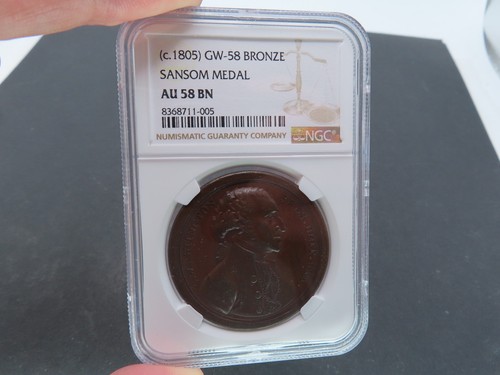 (c.1805) GW-58 BRONZE
SANSOM MEDAL
AU 58 BN
8368711-005
NUMISMATIC GUARANTY COMPANY
NGC